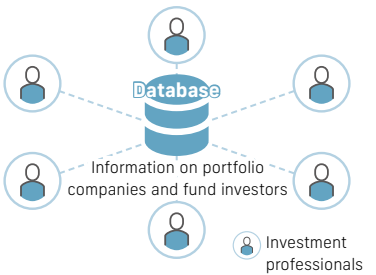 Database
Information on portfolio
companies and fund investors
Investment
professionals